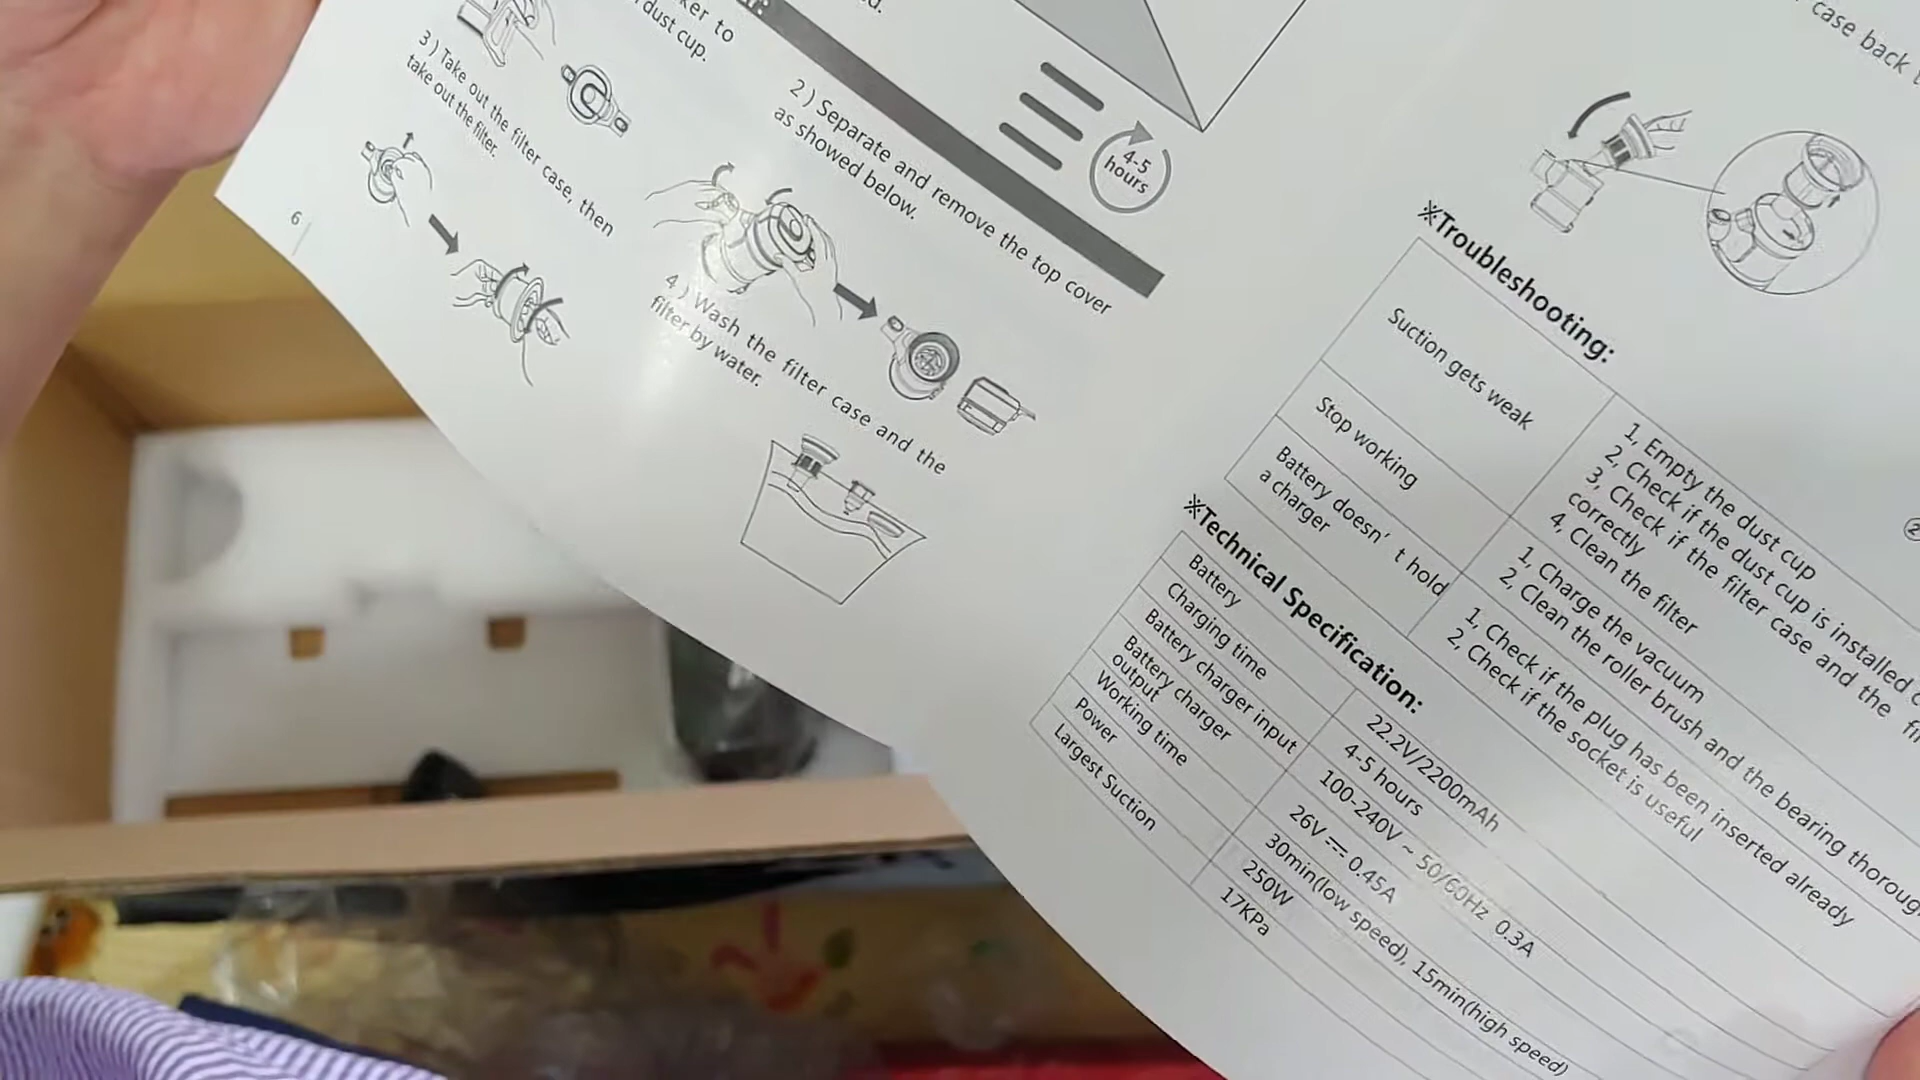 ker to
dust cup.
3 ) Take out the filter case, then
take out the filter.
6
2 ) Separate and remove the top cover
as showed below.
4 ) Wash the filter case and the
filter by water.
4-5
hours
case back
※Troubleshooting:
Suction gets weak
1, Empty the dust cup
2, Check if the dust cup is installed
3, Check if the filter case and the
correctly
4, Clean the filter
Stop working
1, Charge the vacuum
2, Clean the roller brush and the bearing thoroug
Battery doesn't hold
a charger
1, Check if the plug has been inserted already
2, Check if the socket is useful
※Technical Specification:
Battery 22.2V/2200mAh
Charging time 4-5 hours
Battery charger input 100-240V ~ 50/60Hz 0.3A
Battery charger
output 26V⎓0.45A
Working time 30min(low speed), 15min(high speed)
Power 250W
Largest Suction 17KPa